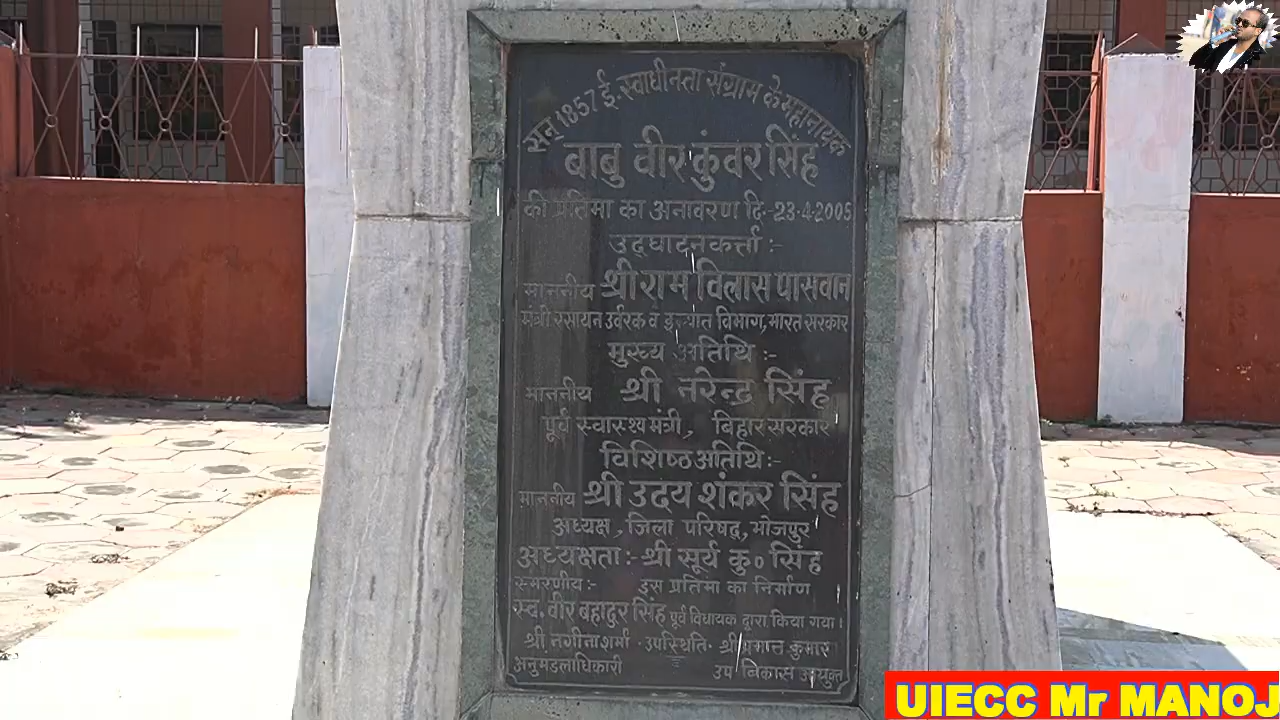 सन् 1857 ई. स्वाधीनता संग्राम के महानायक
बाबु वीर कुंवर सिंह
की प्रतिमा का अनावरण दि-23-4-2005
उद्घाटनकर्त्ता :-
माननीय श्री राम विलास पासवान
मंत्री रसायन उर्वरक व इस्पात विभाग, भारत सरकार
मुख्य अतिथि :-
माननीय श्री नरेन्द्र सिंह
पूर्व स्वास्थ्य मंत्री, बिहार सरकार
विशिष्ठ अतिथि :-
माननीय श्री उदय शंकर सिंह
अध्यक्ष, जिला परिषद, भोजपुर
अध्यक्षता :- श्री सूर्य कु० सिंह
स्मरणीय :- इस प्रतिमा का निर्माण
स्व. वीर बहादुर सिंह पूर्व विधायक द्वारा किया गया।
श्री नगीना शर्मा - उपस्थिति - श्री कुमार
अनुमडलाधिकारी उप बिकास आयुक्त
UIECC Mr MANOJ